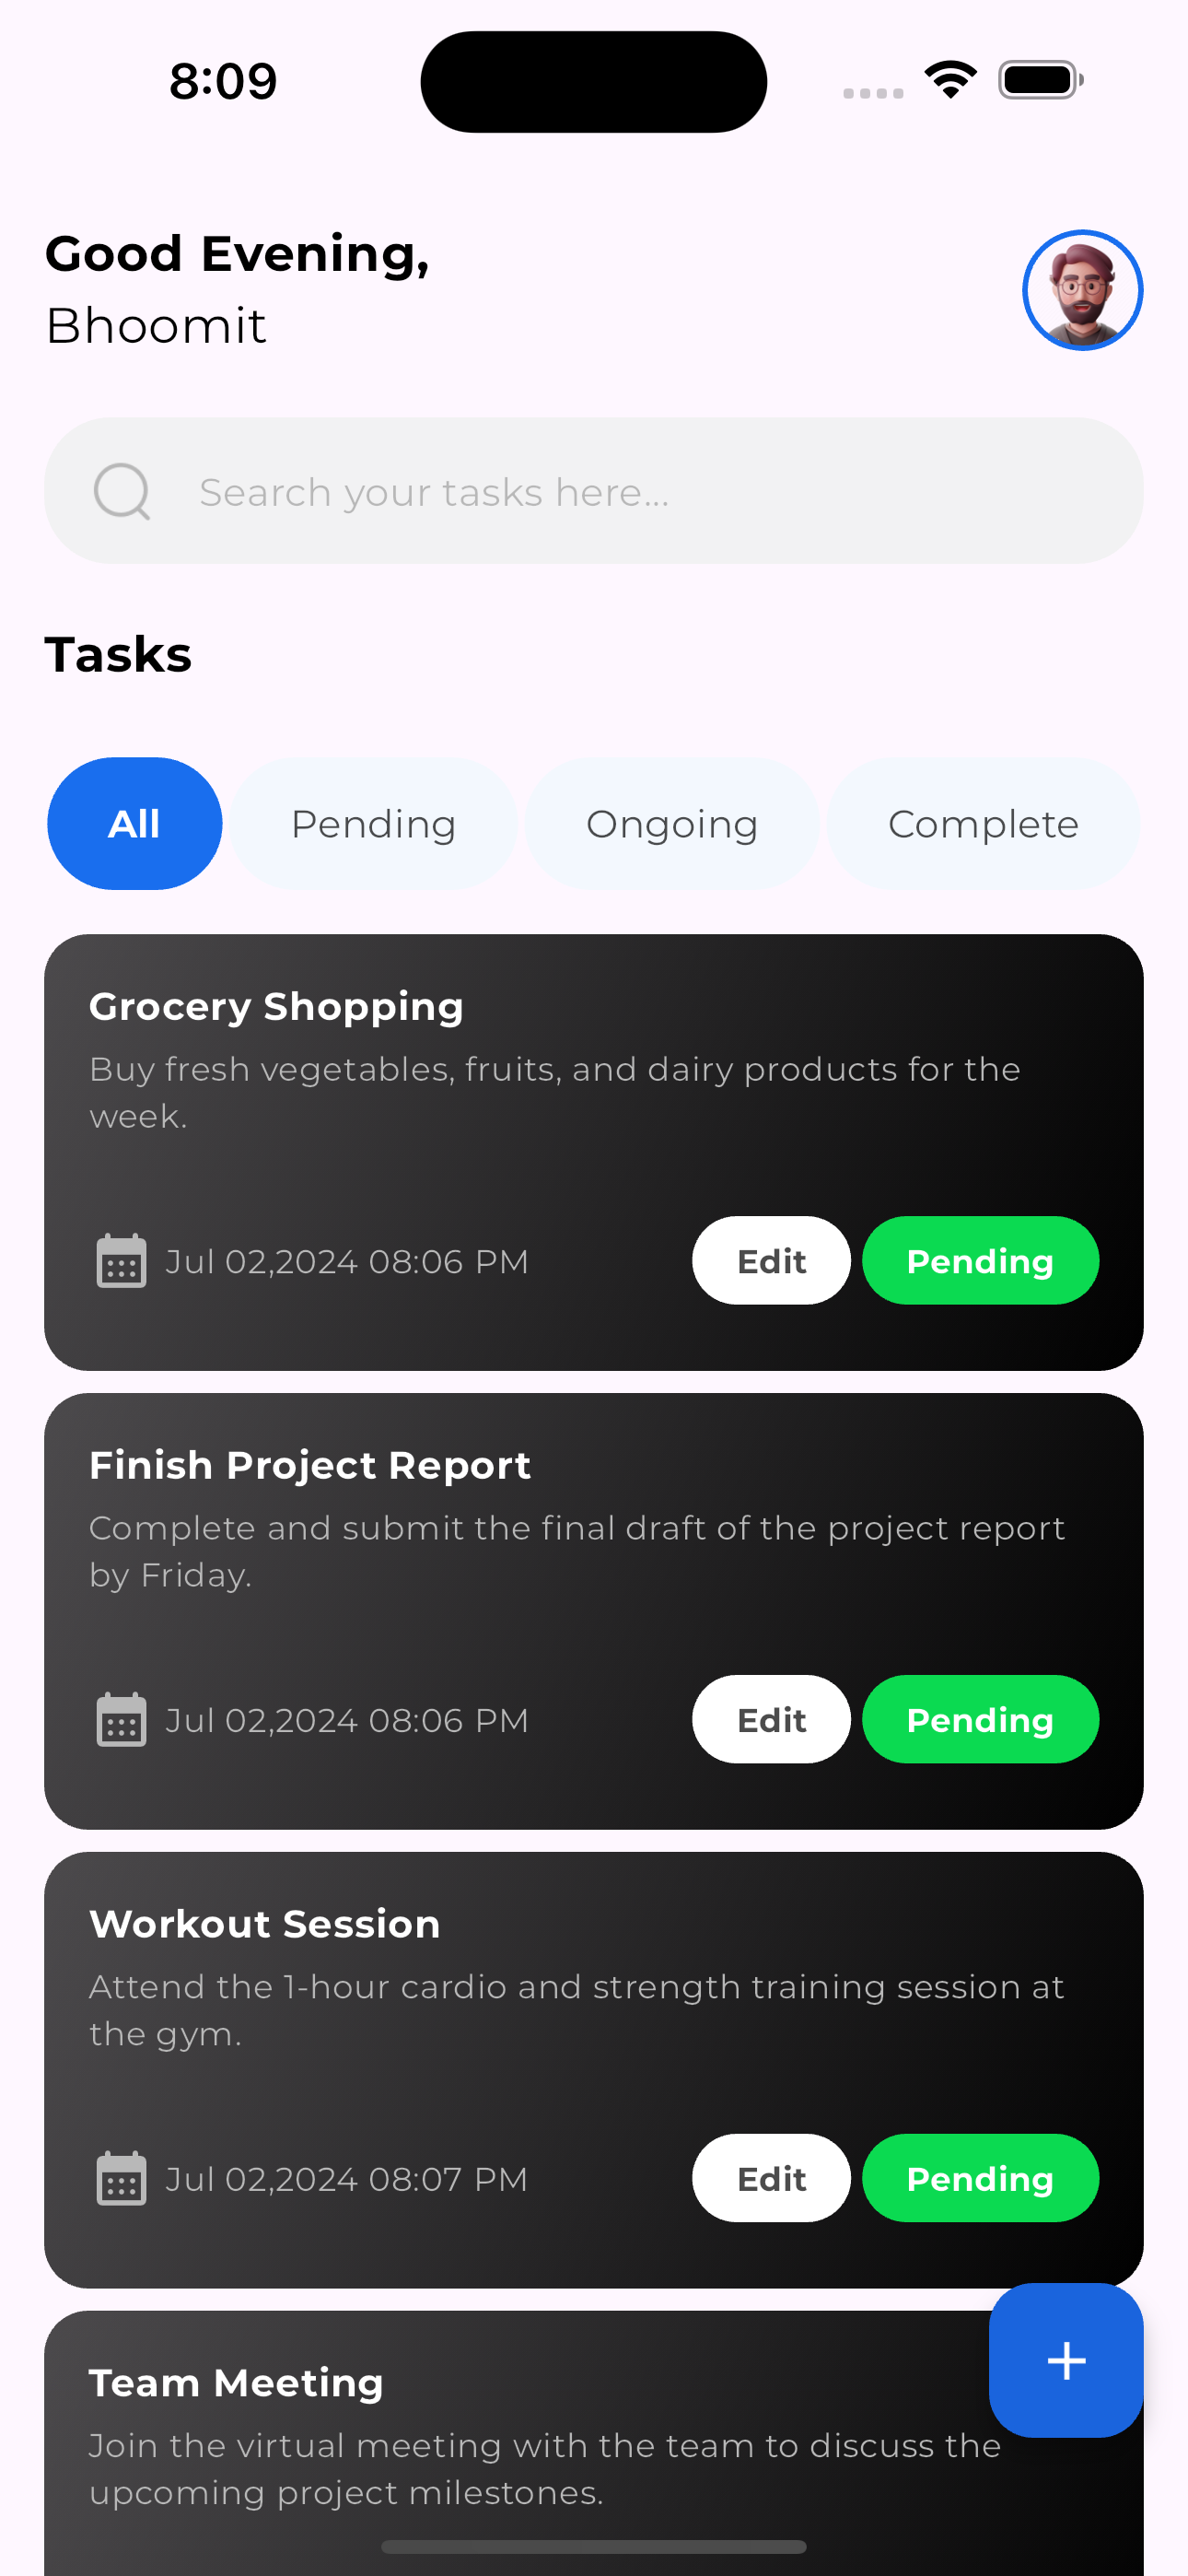 8:09
Good Evening,
Bhoomit
Search your tasks here...
Tasks
All Pending Ongoing Complete
Grocery Shopping
Buy fresh vegetables, fruits, and dairy products for the
week.
Jul 02,2024 08:06 PM Edit Pending
Finish Project Report
Complete and submit the final draft of the project report
by Friday.
Jul 02,2024 08:06 PM Edit Pending
Workout Session
Attend the 1-hour cardio and strength training session at
the gym.
Jul 02,2024 08:07 PM Edit Pending
Team Meeting
Join the virtual meeting with the team to discuss the
upcoming project milestones.